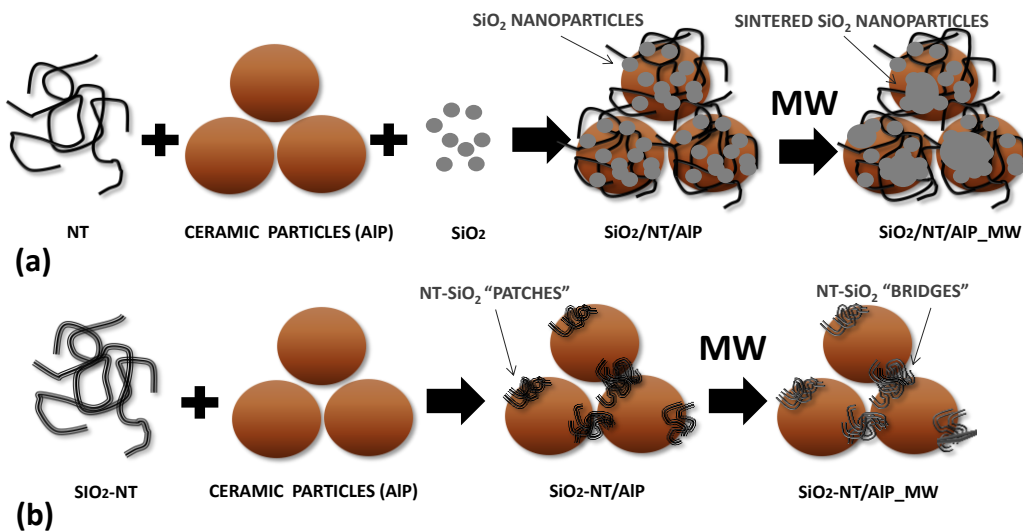 SiO₂ NANOPARTICLES
SINTERED SiO₂ NANOPARTICLES
MW
NT
CERAMIC PARTICLES (AlP)
SiO₂
SiO₂/NT/AlP
SiO₂/NT/AlP_MW
(a)
NT-SiO₂ “PATCHES”
NT-SiO₂ “BRIDGES”
MW
SIO₂-NT
CERAMIC PARTICLES (AlP)
SiO₂-NT/AlP
SiO₂-NT/AlP_MW
(b)